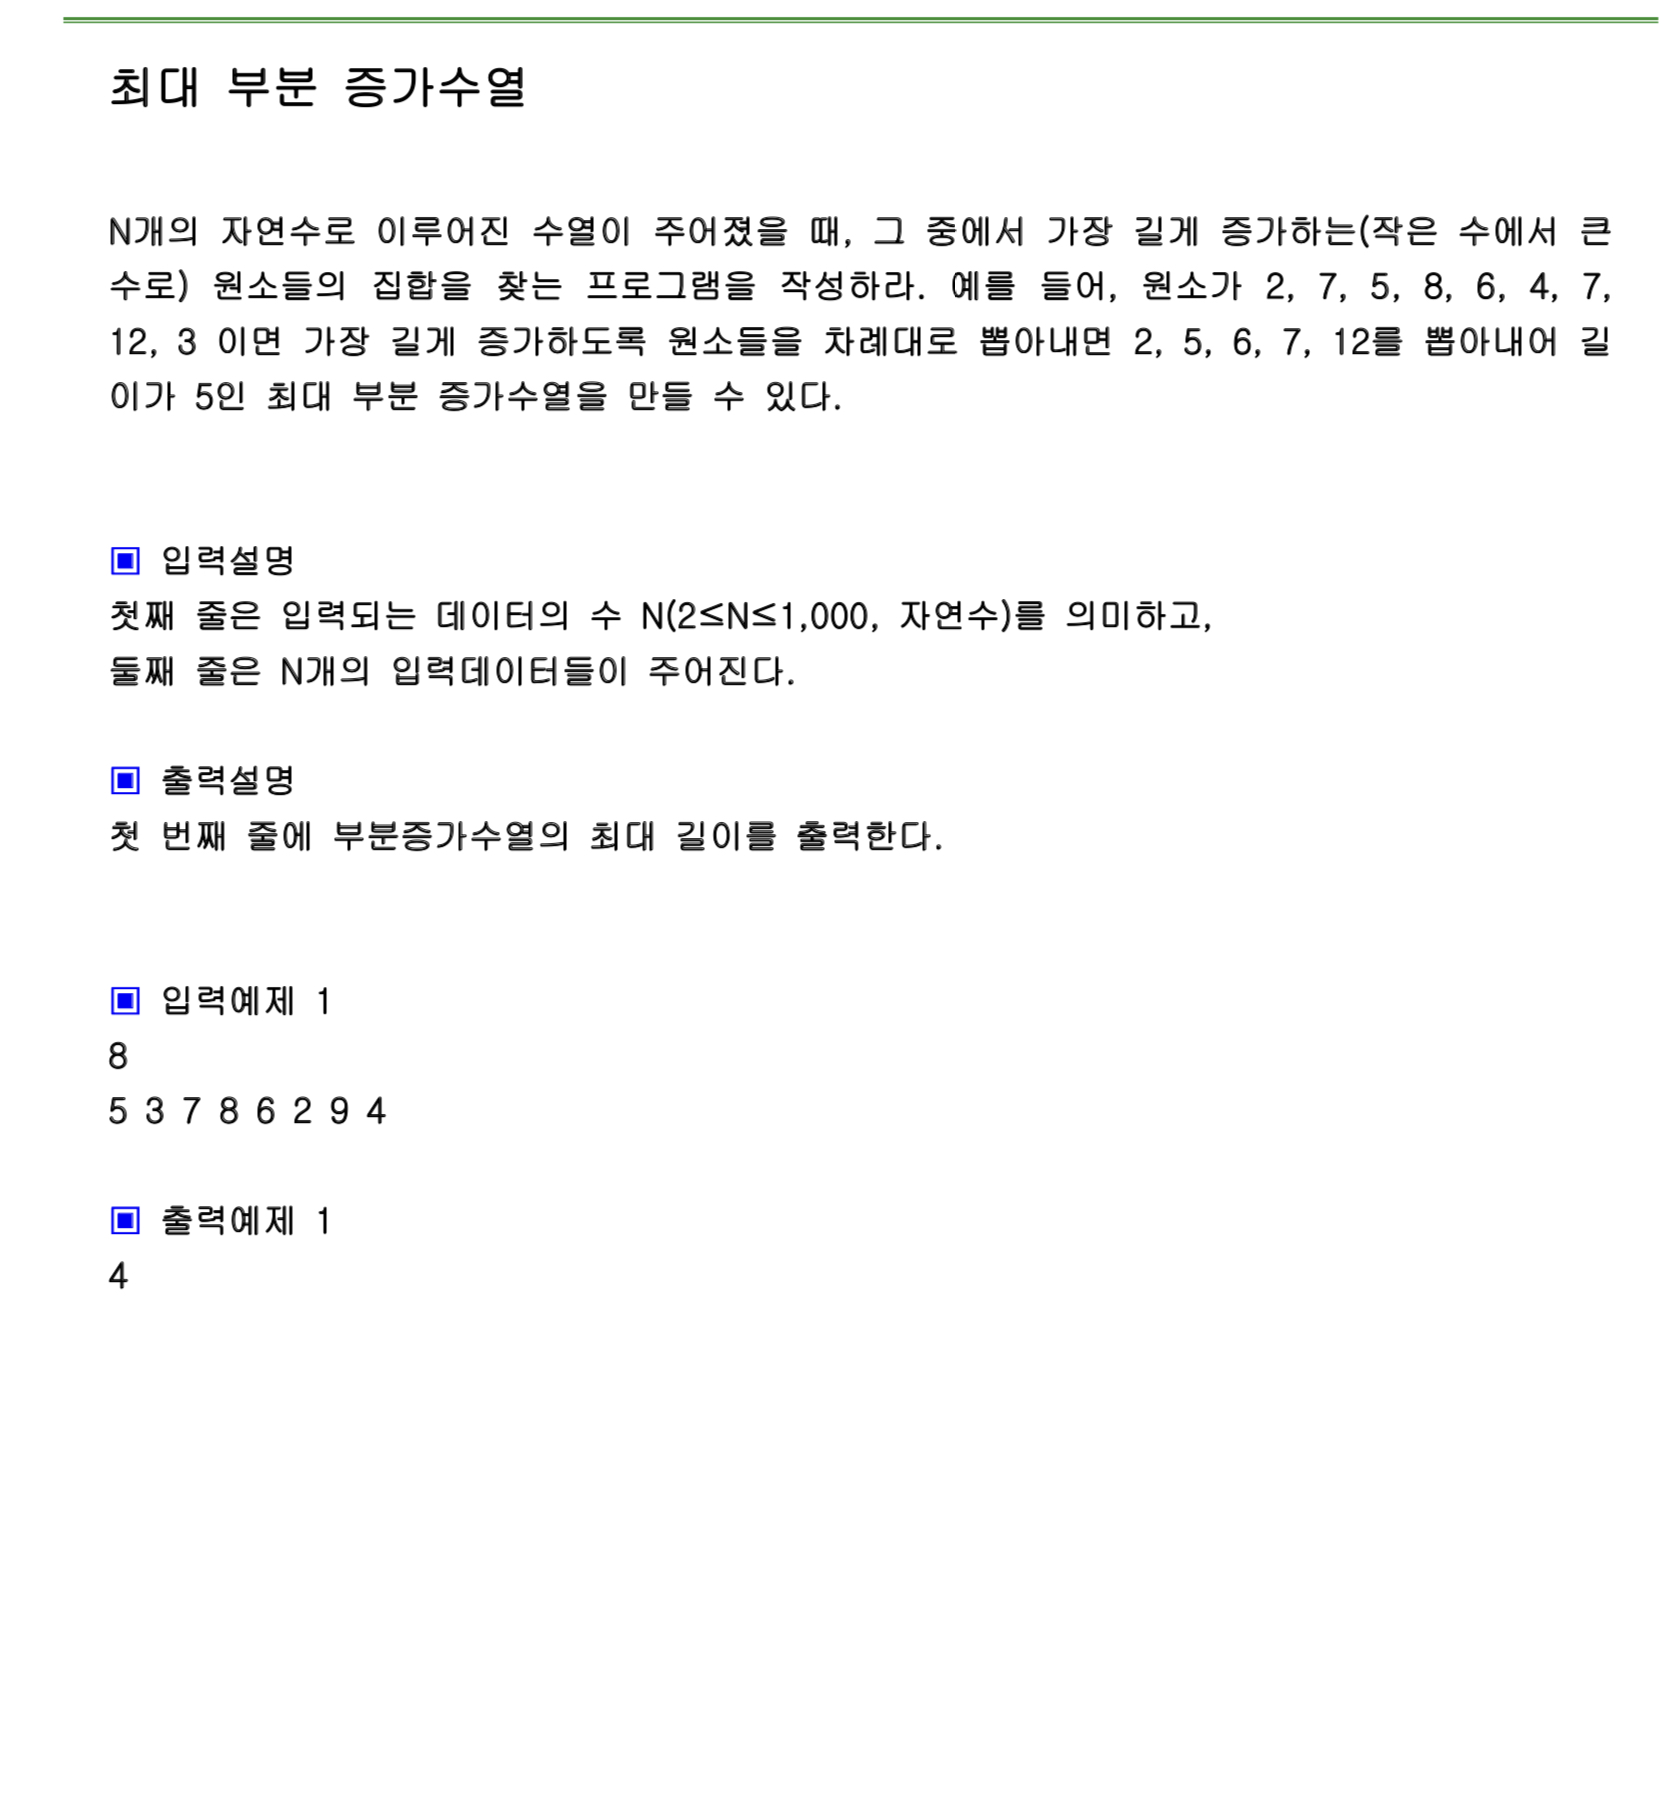 최대 부분 증가수열
N개의 자연수로 이루어진 수열이 주어졌을 때, 그 중에서 가장 길게 증가하는(작은 수에서 큰
수로) 원소들의 집합을 찾는 프로그램을 작성하라. 예를 들어, 원소가 2, 7, 5, 8, 6, 4, 7,
12, 3 이면 가장 길게 증가하도록 원소들을 차례대로 뽑아내면 2, 5, 6, 7, 12를 뽑아내어 길
이가 5인 최대 부분 증가수열을 만들 수 있다.
▣ 입력설명
첫째 줄은 입력되는 데이터의 수 N(2≤N≤1,000, 자연수)를 의미하고,
둘째 줄은 N개의 입력데이터들이 주어진다.
▣ 출력설명
첫 번째 줄에 부분증가수열의 최대 길이를 출력한다.
▣ 입력예제 1
8
5 3 7 8 6 2 9 4
▣ 출력예제 1
4